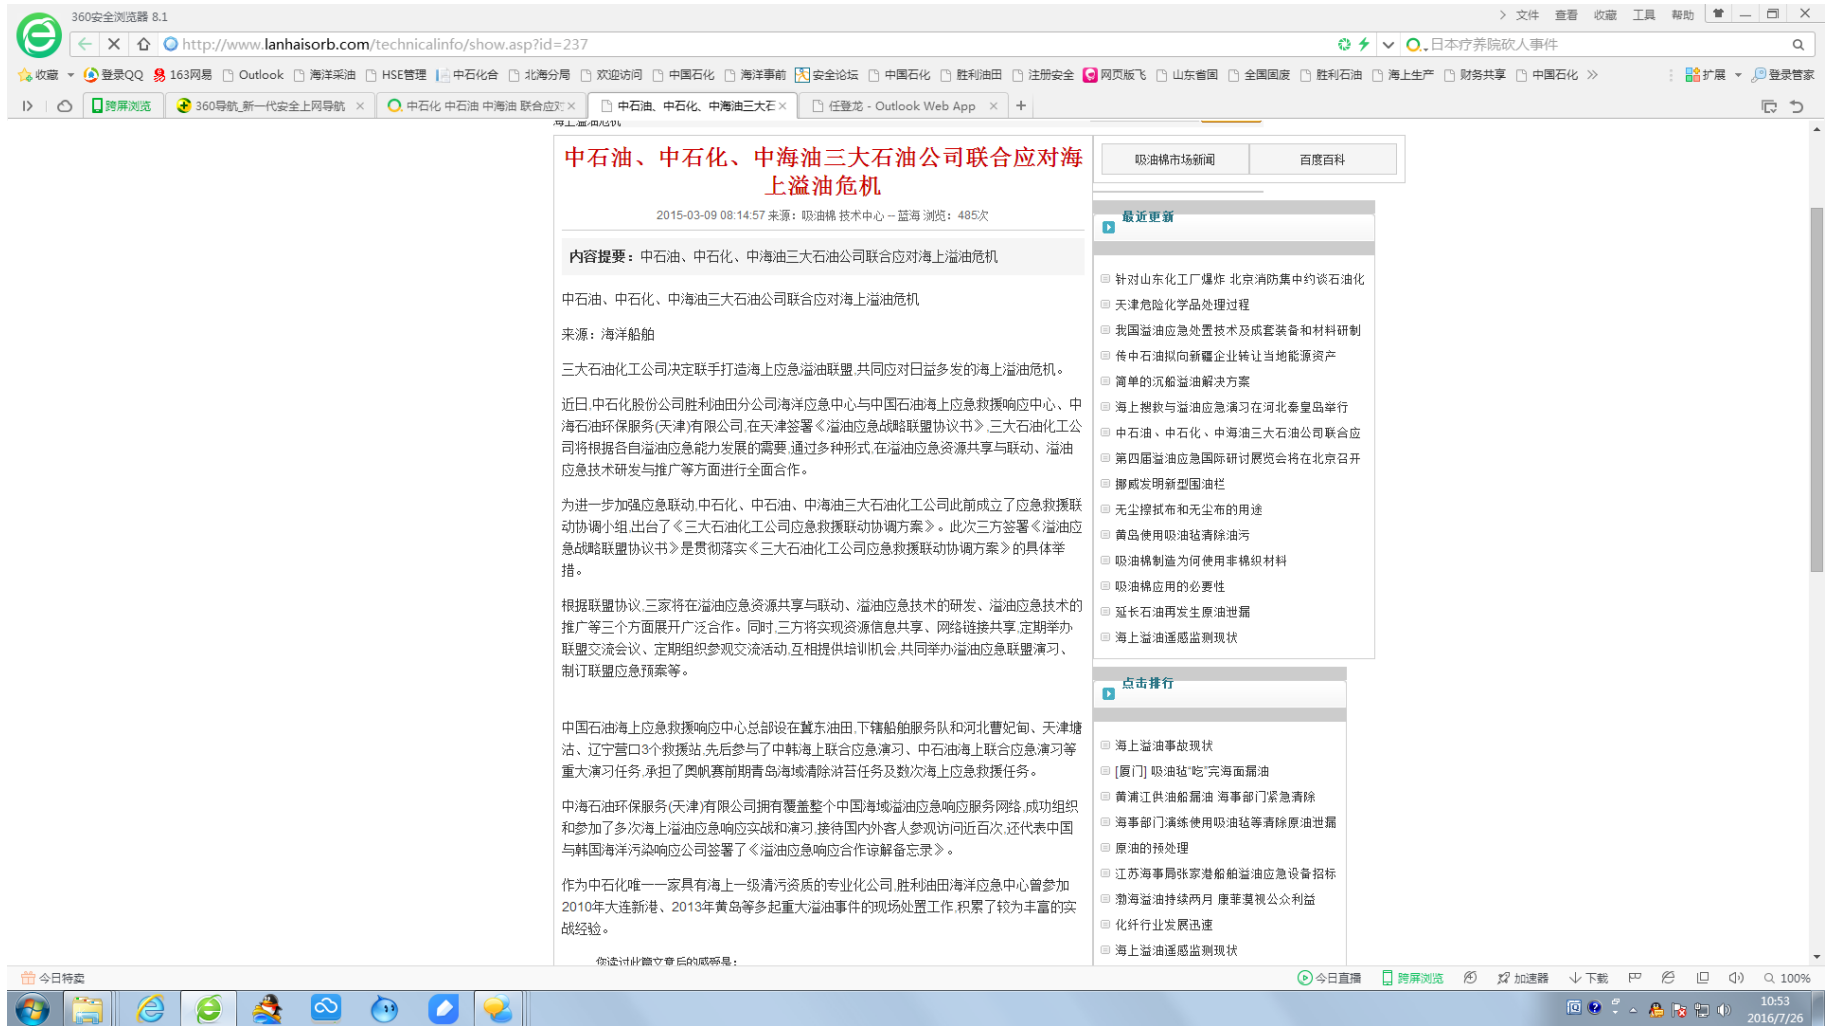 360安全浏览器 8.1
文件 查看 收藏 工具 帮助
http://www.lanhaisorb.com/technicalinfo/show.asp?id=237
日本疗养院砍人事件
收藏 登录QQ 163网易 Outlook 海洋采油 HSE管理 中石化合 北海分局 欢迎访问 中国石化 海洋事前 安全论坛 中国石化 胜利油田 注册安全 网页版飞 山东省固 全国固废 胜利石油 海上生产 财务共享 中国石化 扩展 登录管家
跨屏浏览 360导航_新一代安全上网导航 中石化 中石油 中海油 联合应对 中石油、中石化、中海油三大石 任登龙 - Outlook Web App
海上溢油危机
中石油、中石化、中海油三大石油公司联合应对海
上溢油危机
2015-03-09 08:14:57 来源：吸油棉 技术中心 -- 蓝海 浏览：485次
内容提要：中石油、中石化、中海油三大石油公司联合应对海上溢油危机
中石油、中石化、中海油三大石油公司联合应对海上溢油危机
来源：海洋船舶
三大石油化工公司决定联手打造海上应急溢油联盟,共同应对日益多发的海上溢油危机。
近日,中石化股份公司胜利油田分公司海洋应急中心与中国石油海上应急救援响应中心、中
海石油环保服务(天津)有限公司,在天津签署《溢油应急战略联盟协议书》,三大石油化工公
司将根据各自溢油应急能力发展的需要,通过多种形式,在溢油应急资源共享与联动、溢油
应急技术研发与推广等方面进行全面合作。
为进一步加强应急联动,中石化、中石油、中海油三大石油化工公司此前成立了应急救援联
动协调小组,出台了《三大石油化工公司应急救援联动协调方案》。此次三方签署《溢油应
急战略联盟协议书》是贯彻落实《三大石油化工公司应急救援联动协调方案》的具体举
措。
根据联盟协议,三家将在溢油应急资源共享与联动、溢油应急技术的研发、溢油应急技术的
推广等三个方面展开广泛合作。同时,三方将实现资源信息共享、网络链接共享,定期举办
联盟交流会议、定期组织参观交流活动,互相提供培训机会,共同举办溢油应急联盟演习、
制订联盟应急预案等。
中国石油海上应急救援响应中心总部设在冀东油田,下辖船舶服务队和河北曹妃甸、天津塘
沽、辽宁营口3个救援站,先后参与了中韩海上联合应急演习、中石油海上联合应急演习等
重大演习任务,承担了奥帆赛前期青岛海域清除浒苔任务及数次海上应急救援任务。
中海石油环保服务(天津)有限公司拥有覆盖整个中国海域溢油应急响应服务网络,成功组织
和参加了多次海上溢油应急响应实战和演习,接待国内外客人参观访问近百次,还代表中国
与韩国海洋污染响应公司签署了《溢油应急响应合作谅解备忘录》。
作为中石化唯一一家具有海上一级清污资质的专业化公司,胜利油田海洋应急中心曾参加
2010年大连新港、2013年黄岛等多起重大溢油事件的现场处置工作,积累了较为丰富的实
战经验。
你读过此篇文章后的感受是：
吸油棉市场新闻 百度百科
最近更新
针对山东化工厂爆炸 北京消防集中约谈石油化
天津危险化学品处理过程
我国溢油应急处置技术及成套装备和材料研制
传中石油拟向新疆企业转让当地能源资产
简单的沉船溢油解决方案
海上搜救与溢油应急演习在河北秦皇岛举行
中石油、中石化、中海油三大石油公司联合应
第四届溢油应急国际研讨展览会将在北京召开
挪威发明新型围油栏
无尘擦拭布和无尘布的用途
黄岛使用吸油毡清除油污
吸油棉制造为何使用非棉织材料
吸油棉应用的必要性
延长石油再发生原油泄漏
海上溢油遥感监测现状
点击排行
海上溢油事故现状
[厦门] 吸油毡“吃”完海面漏油
黄浦江供油船漏油 海事部门紧急清除
海事部门演练使用吸油毡等清除原油泄漏
原油的预处理
江苏海事局张家港船舶溢油应急设备招标
渤海溢油持续两月 康菲漠视公众利益
化纤行业发展迅速
海上溢油遥感监测现状
今日特卖
今日直播 跨屏浏览 加速器 下载 100%
10:53
2016/7/26